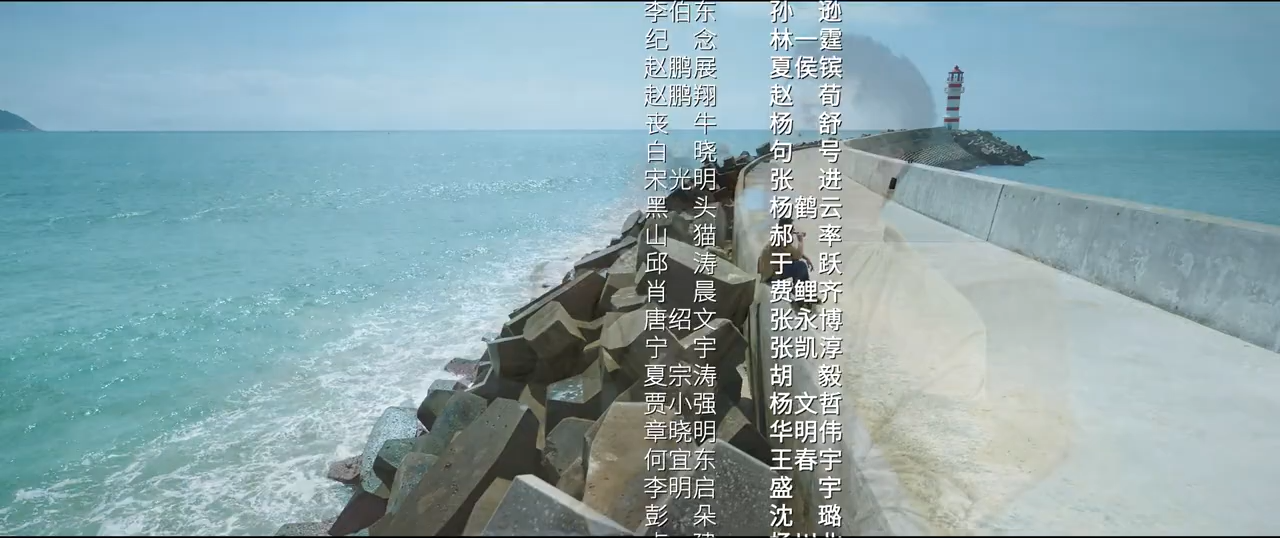 李伯东 孙逊
纪念 林一霆
赵鹏展 夏侯镔
赵鹏翔 赵荀
丧牛 杨舒
白晓 句号
宋光明 张进
黑头 杨鹤云
山猫 郝率
邱涛 于跃
肖晨 费鲤齐
唐绍文 张永博
宁宇 张凯淳
夏宗涛 胡毅
贾小强 杨文哲
章晓明 华明伟
何宜东 王春宇
李明启 盛宇
彭朵 沈璐